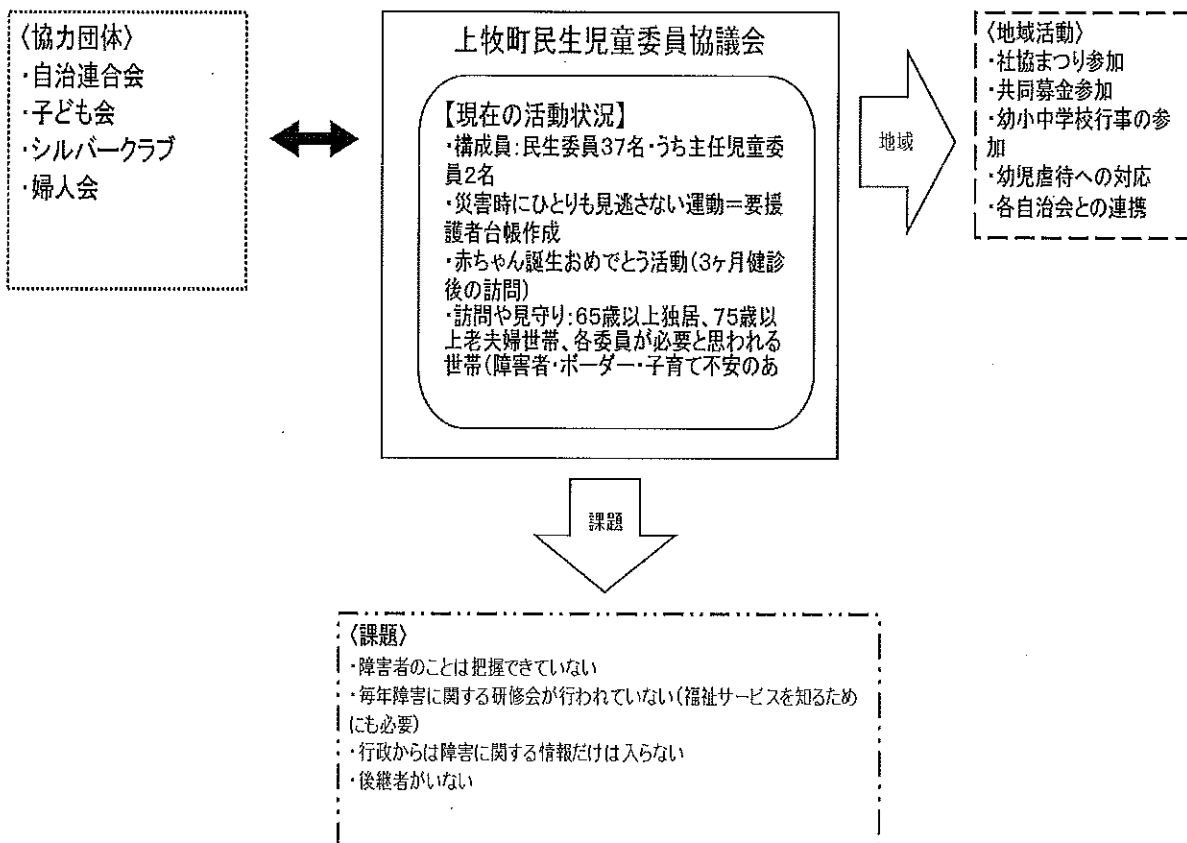 〈協力団体〉
・自治連合会
・子ども会
・シルバークラブ
・婦人会
上牧町民生児童委員協議会
【現在の活動状況】
・構成員:民生委員37名・うち主任児童委
員2名
・災害時にひとりも見逃さない運動=要援
護者台帳作成
・赤ちゃん誕生おめでとう活動(3ヶ月健診
後の訪問)
・訪問や見守り:65歳以上独居、75歳以
上老夫婦世帯、各委員が必要と思われる
世帯(障害者・ボーダー・子育て不安のあ
地域
〈地域活動〉
・社協まつり参加
・共同募金参加
・幼小中学校行事の参
加
・幼児虐待への対応
・各自治会との連携
課題
〈課題〉
・障害者のことは把握できていない
・毎年障害に関する研修会が行われていない(福祉サービスを知るため
にも必要)
・行政からは障害に関する情報だけは入らない
・後継者がいない